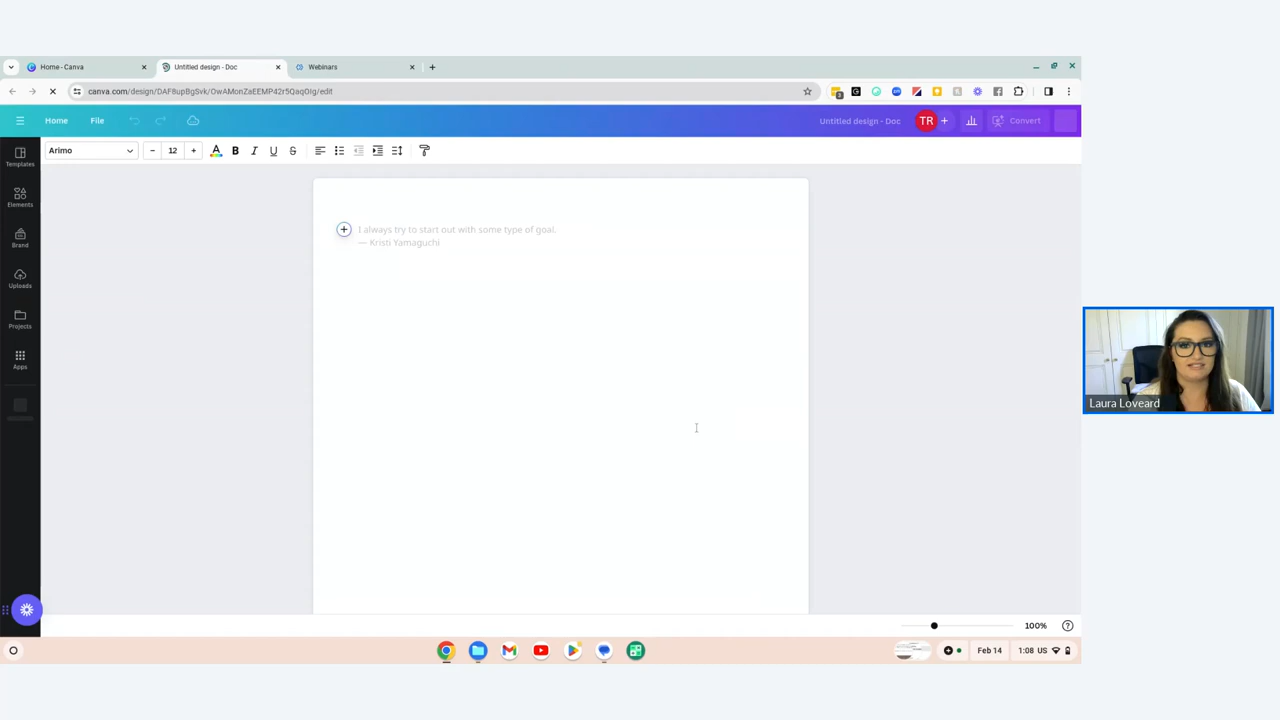 Home - Canva
Untitled design - Doc
Webinars
canva.com/design/DAF8upBgSvk/OwAMonZaEEMP42r5QaqOIg/edit
Home
File
Untitled design - Doc
TR
Convert
Arimo
12
Templates
Elements
Brand
Uploads
Projects
Apps
I always try to start out with some type of goal.
— Kristi Yamaguchi
Laura Loveard
100%
Feb 14
1:08 US